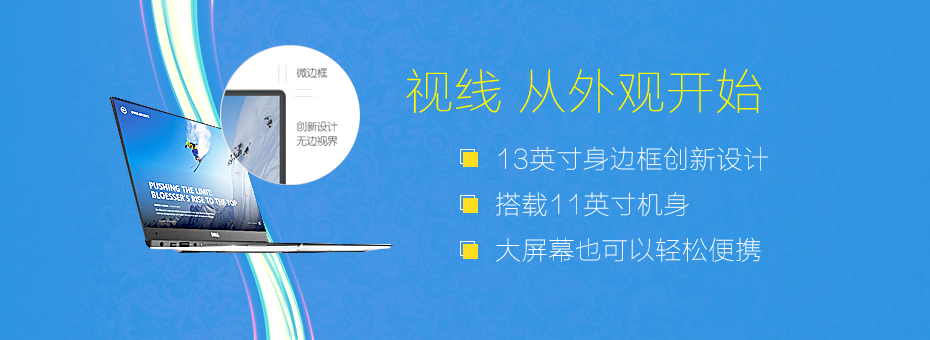 微边框
创新设计
无边视界
PUSHING THE LIMIT:
BLOESSER'S RISE TO THE TOP
DELL
视线 从外观开始
13英寸身边框创新设计
搭载11英寸机身
大屏幕也可以轻松便携